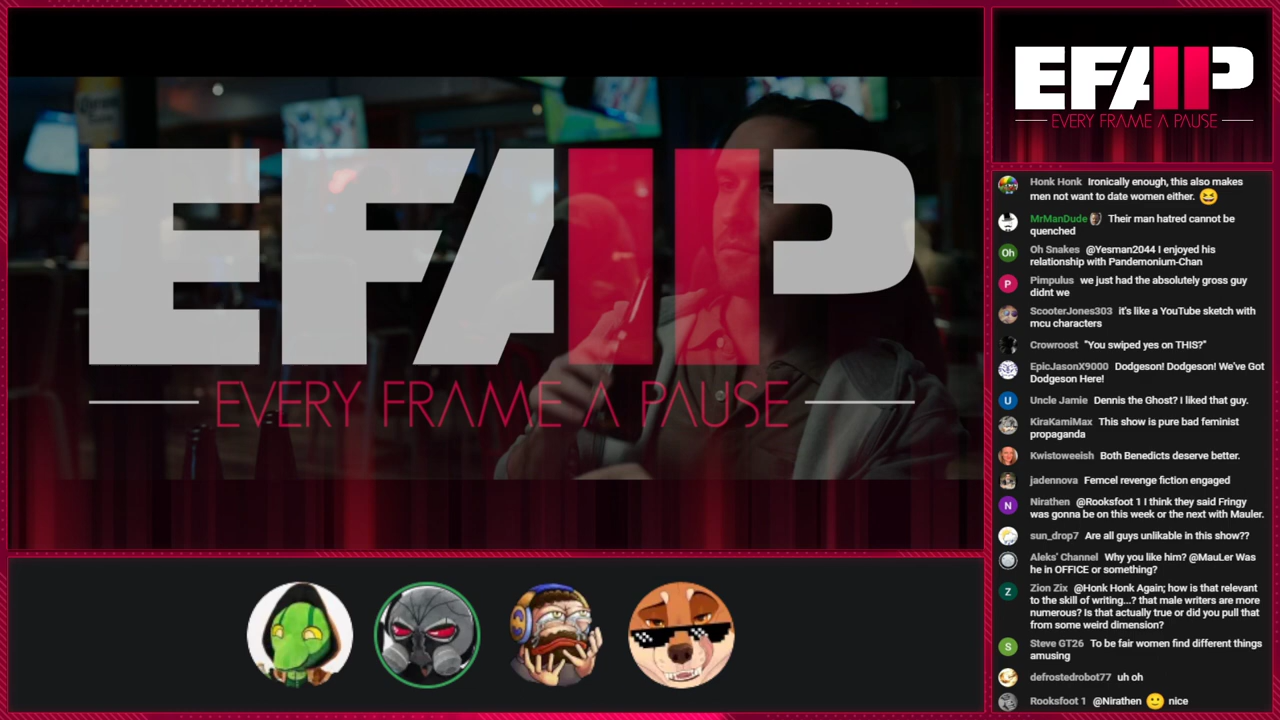 EFAP
EVERY FRAME A PAUSE
EFAP
EVERY FRAME A PAUSE
Honk Honk Ironically enough, this also makes
men not want to date women either.
MrManDude Their man hatred cannot be
quenched
Oh
Oh Snakes @Yesman2044 I enjoyed his
relationship with Pandemonium-Chan
P
Pimpulus we just had the absolutely gross guy
didnt we
ScooterJones303 it's like a YouTube sketch with
mcu characters
Crowroost "You swiped yes on THIS?"
EpicJasonX9000 Dodgeson! Dodgeson! We've Got
Dodgeson Here!
U
Uncle Jamie Dennis the Ghost? I liked that guy.
KiraKamiMax This show is pure bad feminist
propaganda
Kwistoweeish Both Benedicts deserve better.
jadennova Femcel revenge fiction engaged
N
Nirathen @Rooksfoot 1 I think they said Fringy
was gonna be on this week or the next with Mauler.
sun_drop7 Are all guys unlikable in this show??
Aleks' Channel Why you like him? @MauLer Was
he in OFFICE or something?
Z
Zion Zix @Honk Honk Again; how is that relevant
to the skill of writing...? that male writers are more
numerous? Is that actually true or did you pull that
from some weird dimension?
S
Steve GT26 To be fair women find different things
amusing
defrostedrobot77 uh oh
Rooksfoot 1 @Nirathen 🙂 nice